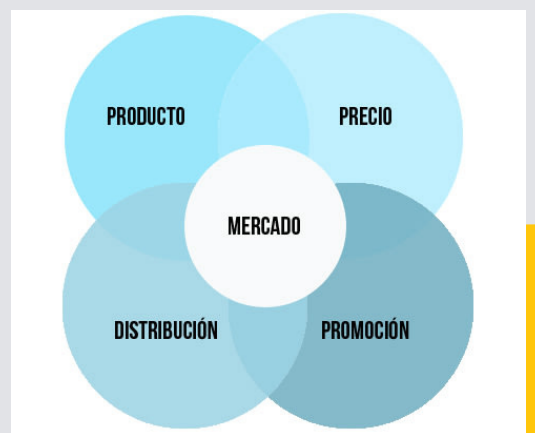 PRODUCTO
PRECIO
MERCADO
DISTRIBUCIÓN
PROMOCIÓN